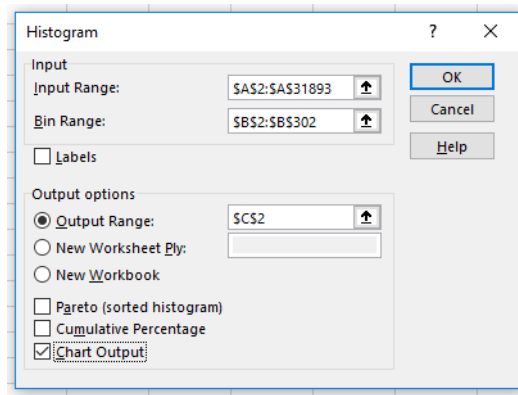 Histogram ? X
Input
Input Range: $A$2:$A$31893
Bin Range: $B$2:$B$302
Labels
Output options
Output Range: $C$2
New Worksheet Ply:
New Workbook
Pareto (sorted histogram)
Cumulative Percentage
Chart Output
OK
Cancel
Help